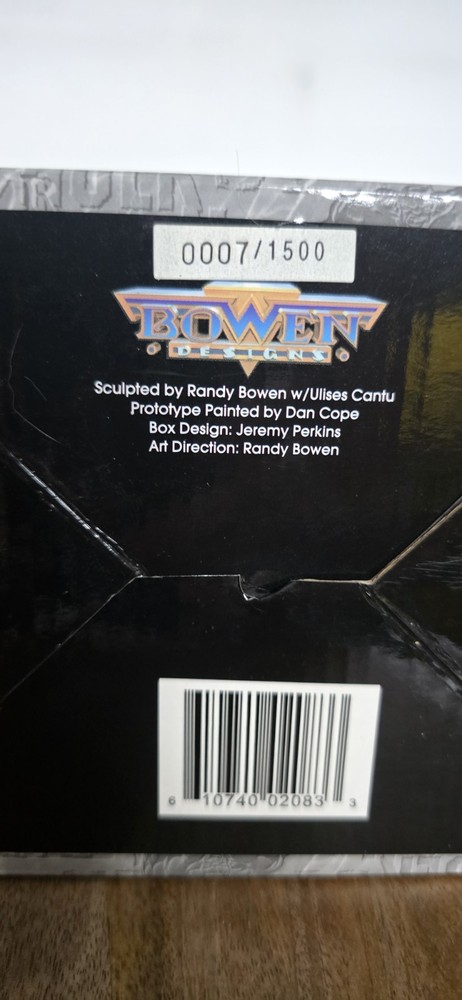 0007/1500
BOWEN
DESIGNS
Sculpted by Randy Bowen w/Ulises Cantu
Prototype Painted by Dan Cope
Box Design: Jeremy Perkins
Art Direction: Randy Bowen
6 10740 02083 3